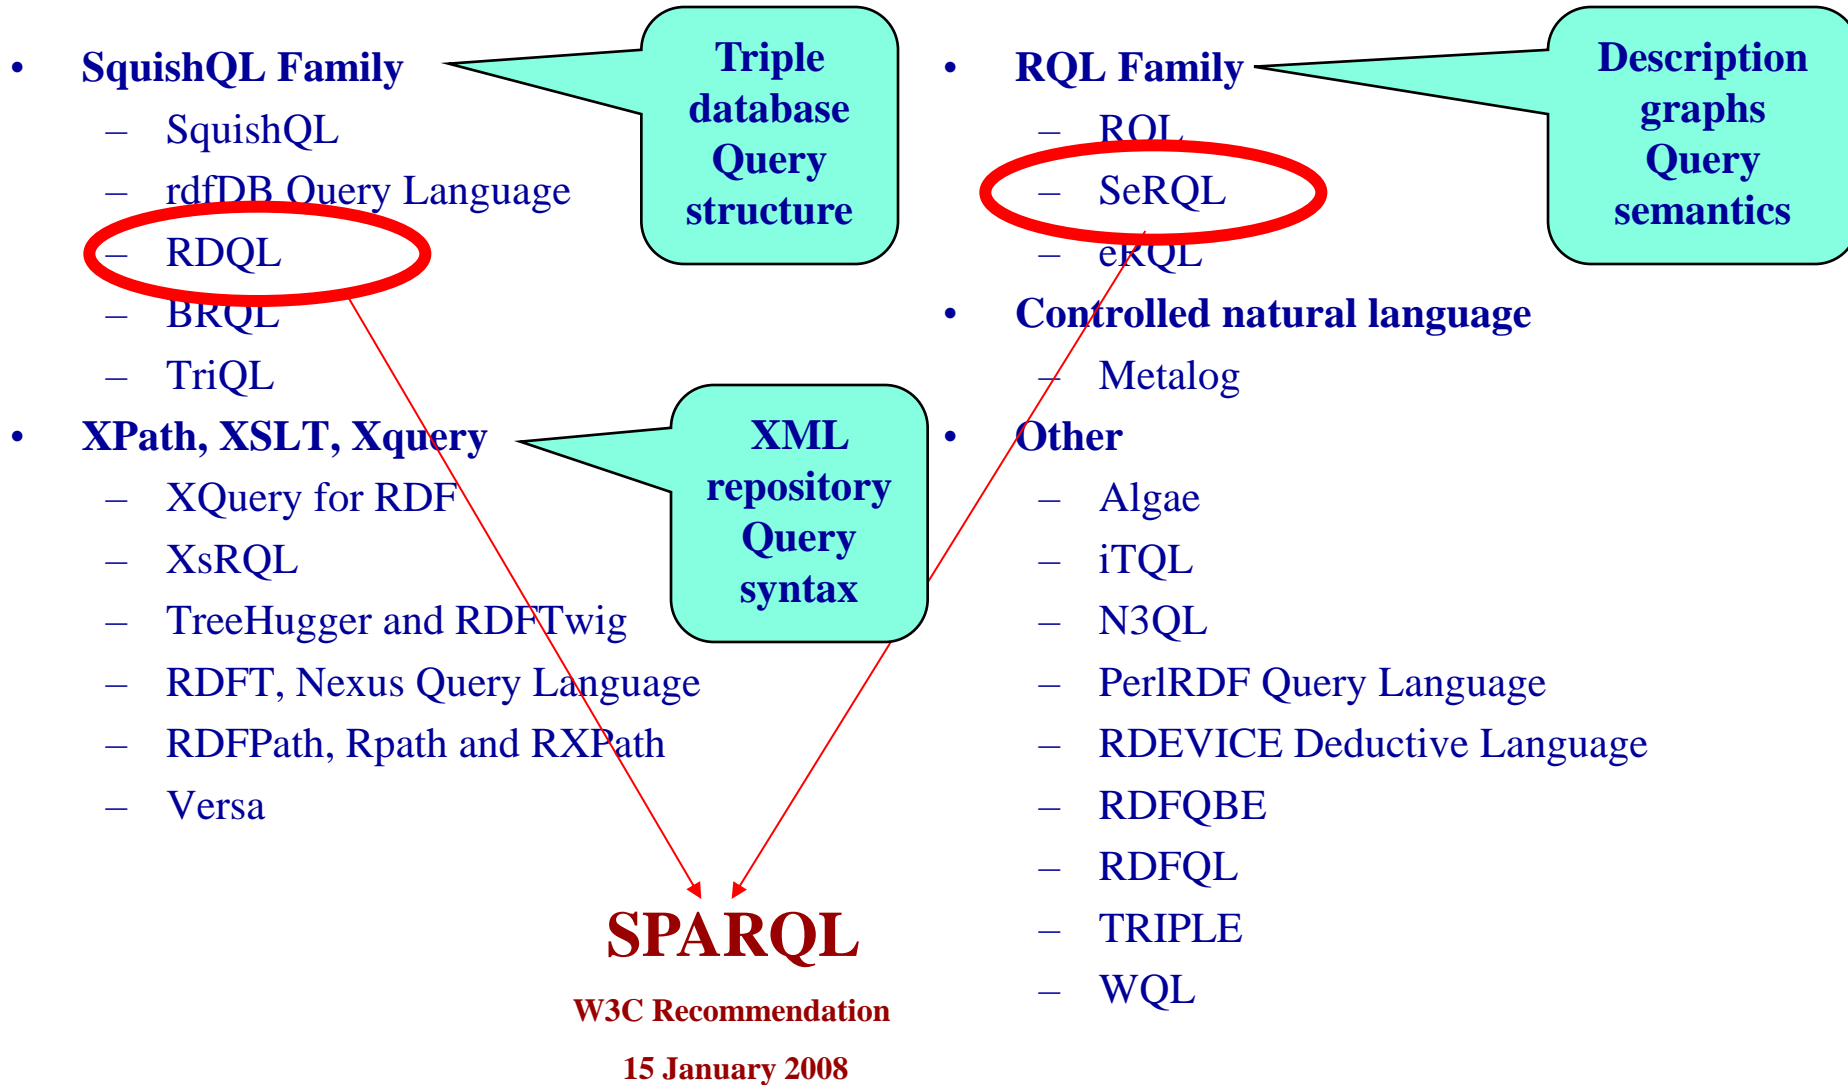 • SquishQL Family
– SquishQL
– rdfDB Query Language
– RDQL
– BRQL
– TriQL
• XPath, XSLT, Xquery
– XQuery for RDF
– XsRQL
– TreeHugger and RDFTwig
– RDFT, Nexus Query Language
– RDFPath, Rpath and RXPath
– Versa
Triple
database
Query
structure
XML
repository
Query
syntax
• RQL Family
– RQL
– SeRQL
– eRQL
• Controlled natural language
– Metalog
• Other
– Algae
– iTQL
– N3QL
– PerlRDF Query Language
– RDEVICE Deductive Language
– RDFQBE
– RDFQL
– TRIPLE
– WQL
Description
graphs
Query
semantics
SPARQL
W3C Recommendation
15 January 2008